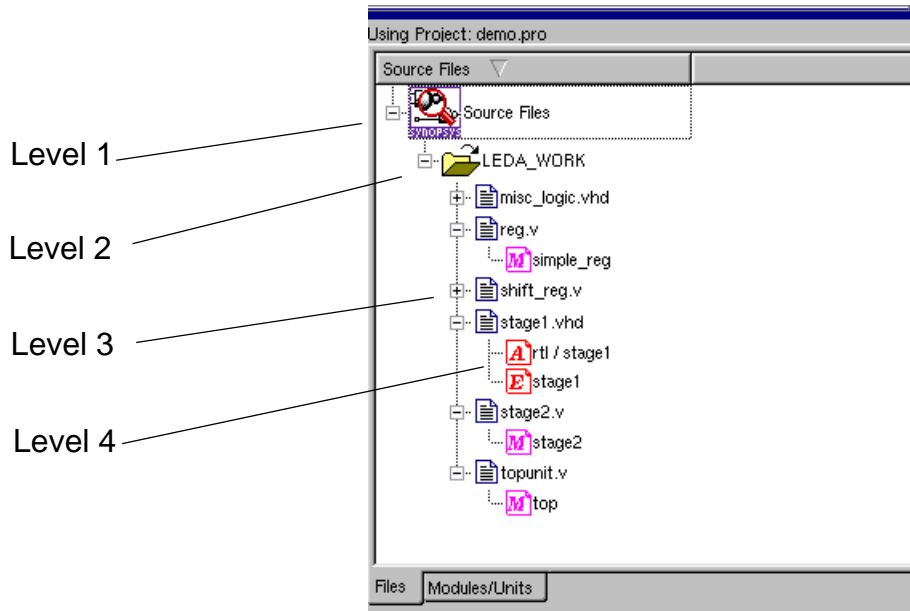 Using Project: demo.pro
Source Files
SYNOPSYS
Source Files
Level 1
LEDA_WORK
misc_logic.vhd
Level 2
reg.v
M simple_reg
shift_reg.v
Level 3
stage1.vhd
A rtl / stage1
E stage1
Level 4
stage2.v
M stage2
topunit.v
M top
Files Modules/Units